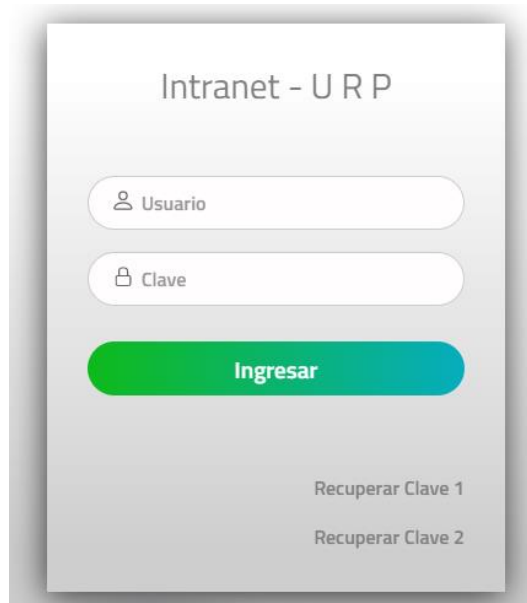 Intranet - U R P
Usuario
Clave
Ingresar
Recuperar Clave 1
Recuperar Clave 2